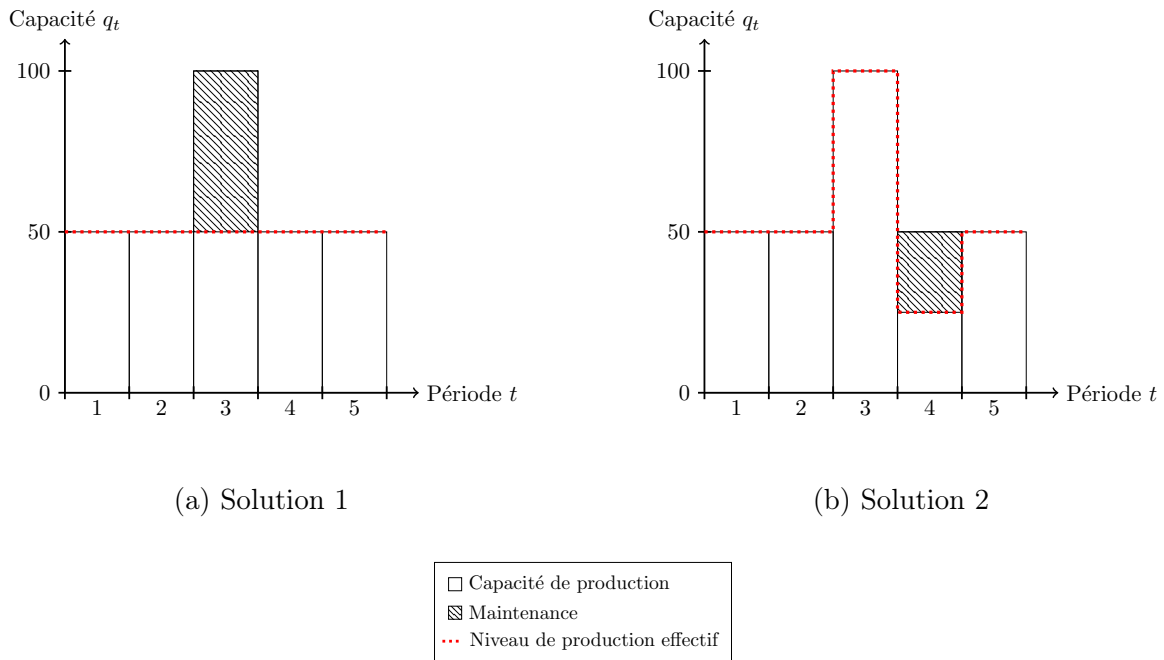 Capacité q_t
100
50
0
1 2 3 4 5
Période t
(a) Solution 1
Capacité q_t
100
50
0
1 2 3 4 5
Période t
(b) Solution 2
Capacité de production
Maintenance
Niveau de production effectif